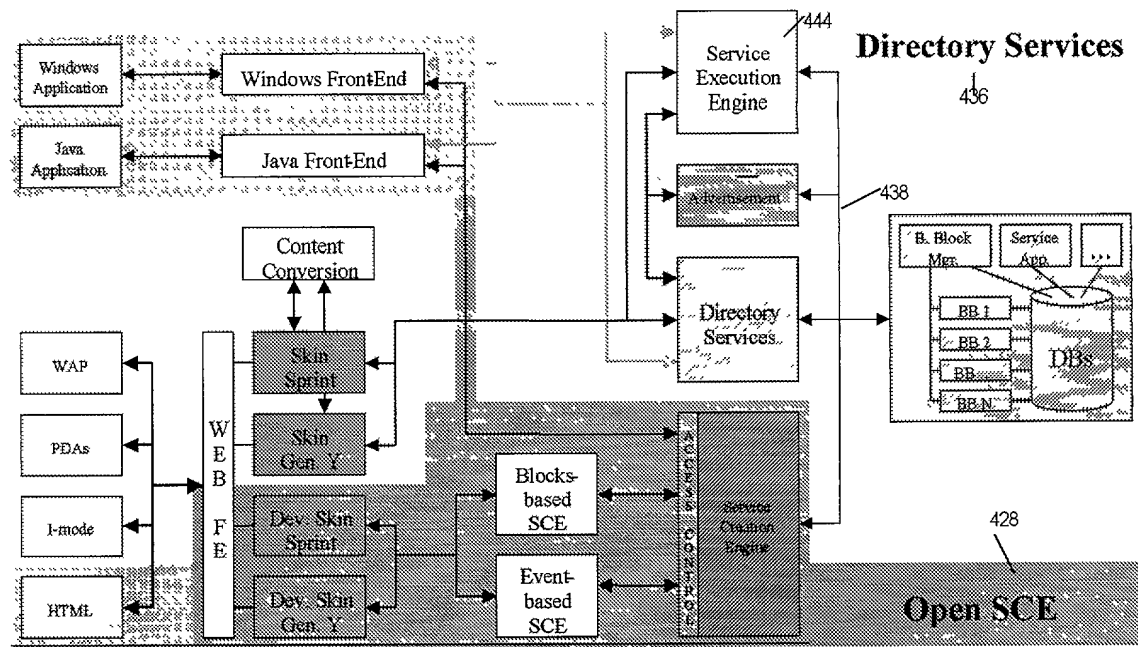 444
Directory Services
436
Windows
Application
Windows Front-End
Service
Execution
Engine
Java
Application
Java Front-End
438
Advertisement
B. Block
Mgr.
Service
App.
...
Content
Conversion
Directory
Services
BB 1
BB 2
BB ...
BB N
DBs
WAP
PDAs
I-mode
HTML
WEB FE
Skin
Sprint
Skin
Gen. Y
Dev. Skin
Sprint
Dev. Skin
Gen. Y
Blocks-
based
SCE
Event-
based
SCE
ACCESS CONTROL
Service
Creation
Engine
428
Open SCE